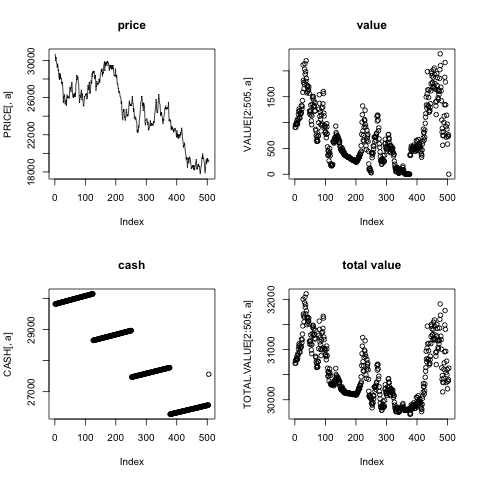 price
value
PRICE[, a]
18000
22000
26000
30000
0 100 200 300 400 500
Index
VALUE[2:505, a]
0
500
1500
0 100 200 300 400 500
Index
cash
total value
CASH[, a]
27000
29000
0 100 200 300 400 500
Index
TOTAL.VALUE[2:505, a]
30000
31000
32000
0 100 200 300 400 500
Index